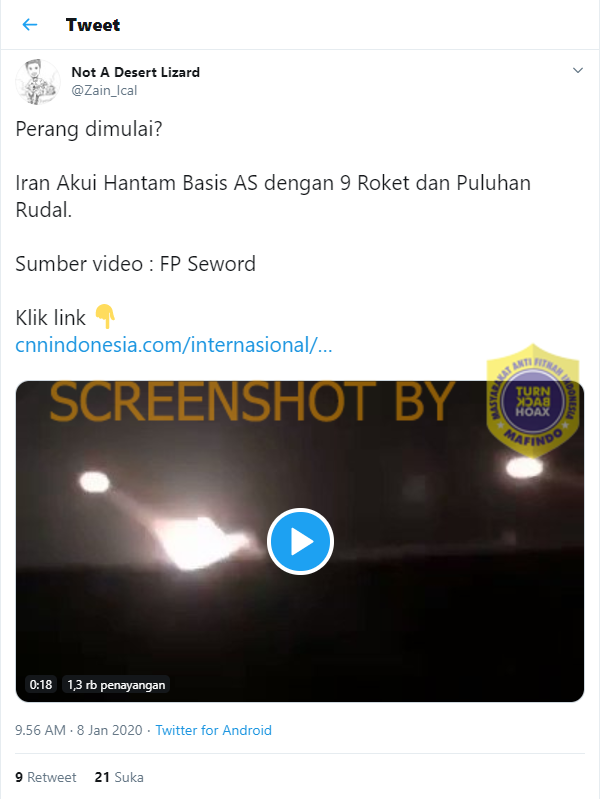 Tweet
Not A Desert Lizard
@Zain_Ical
Perang dimulai?
Iran Akui Hantam Basis AS dengan 9 Roket dan Puluhan
Rudal.
Sumber video : FP Seword
Klik link 👇
cnnindonesia.com/internasional/...
SCREENSHOT BY
MASYARAKAT ANTI FITNAH INDONESIA
TURN
BACK
HOAX
MAFINDO
0:18 1,3 rb penayangan
9.56 AM · 8 Jan 2020 · Twitter for Android
9 Retweet 21 Suka